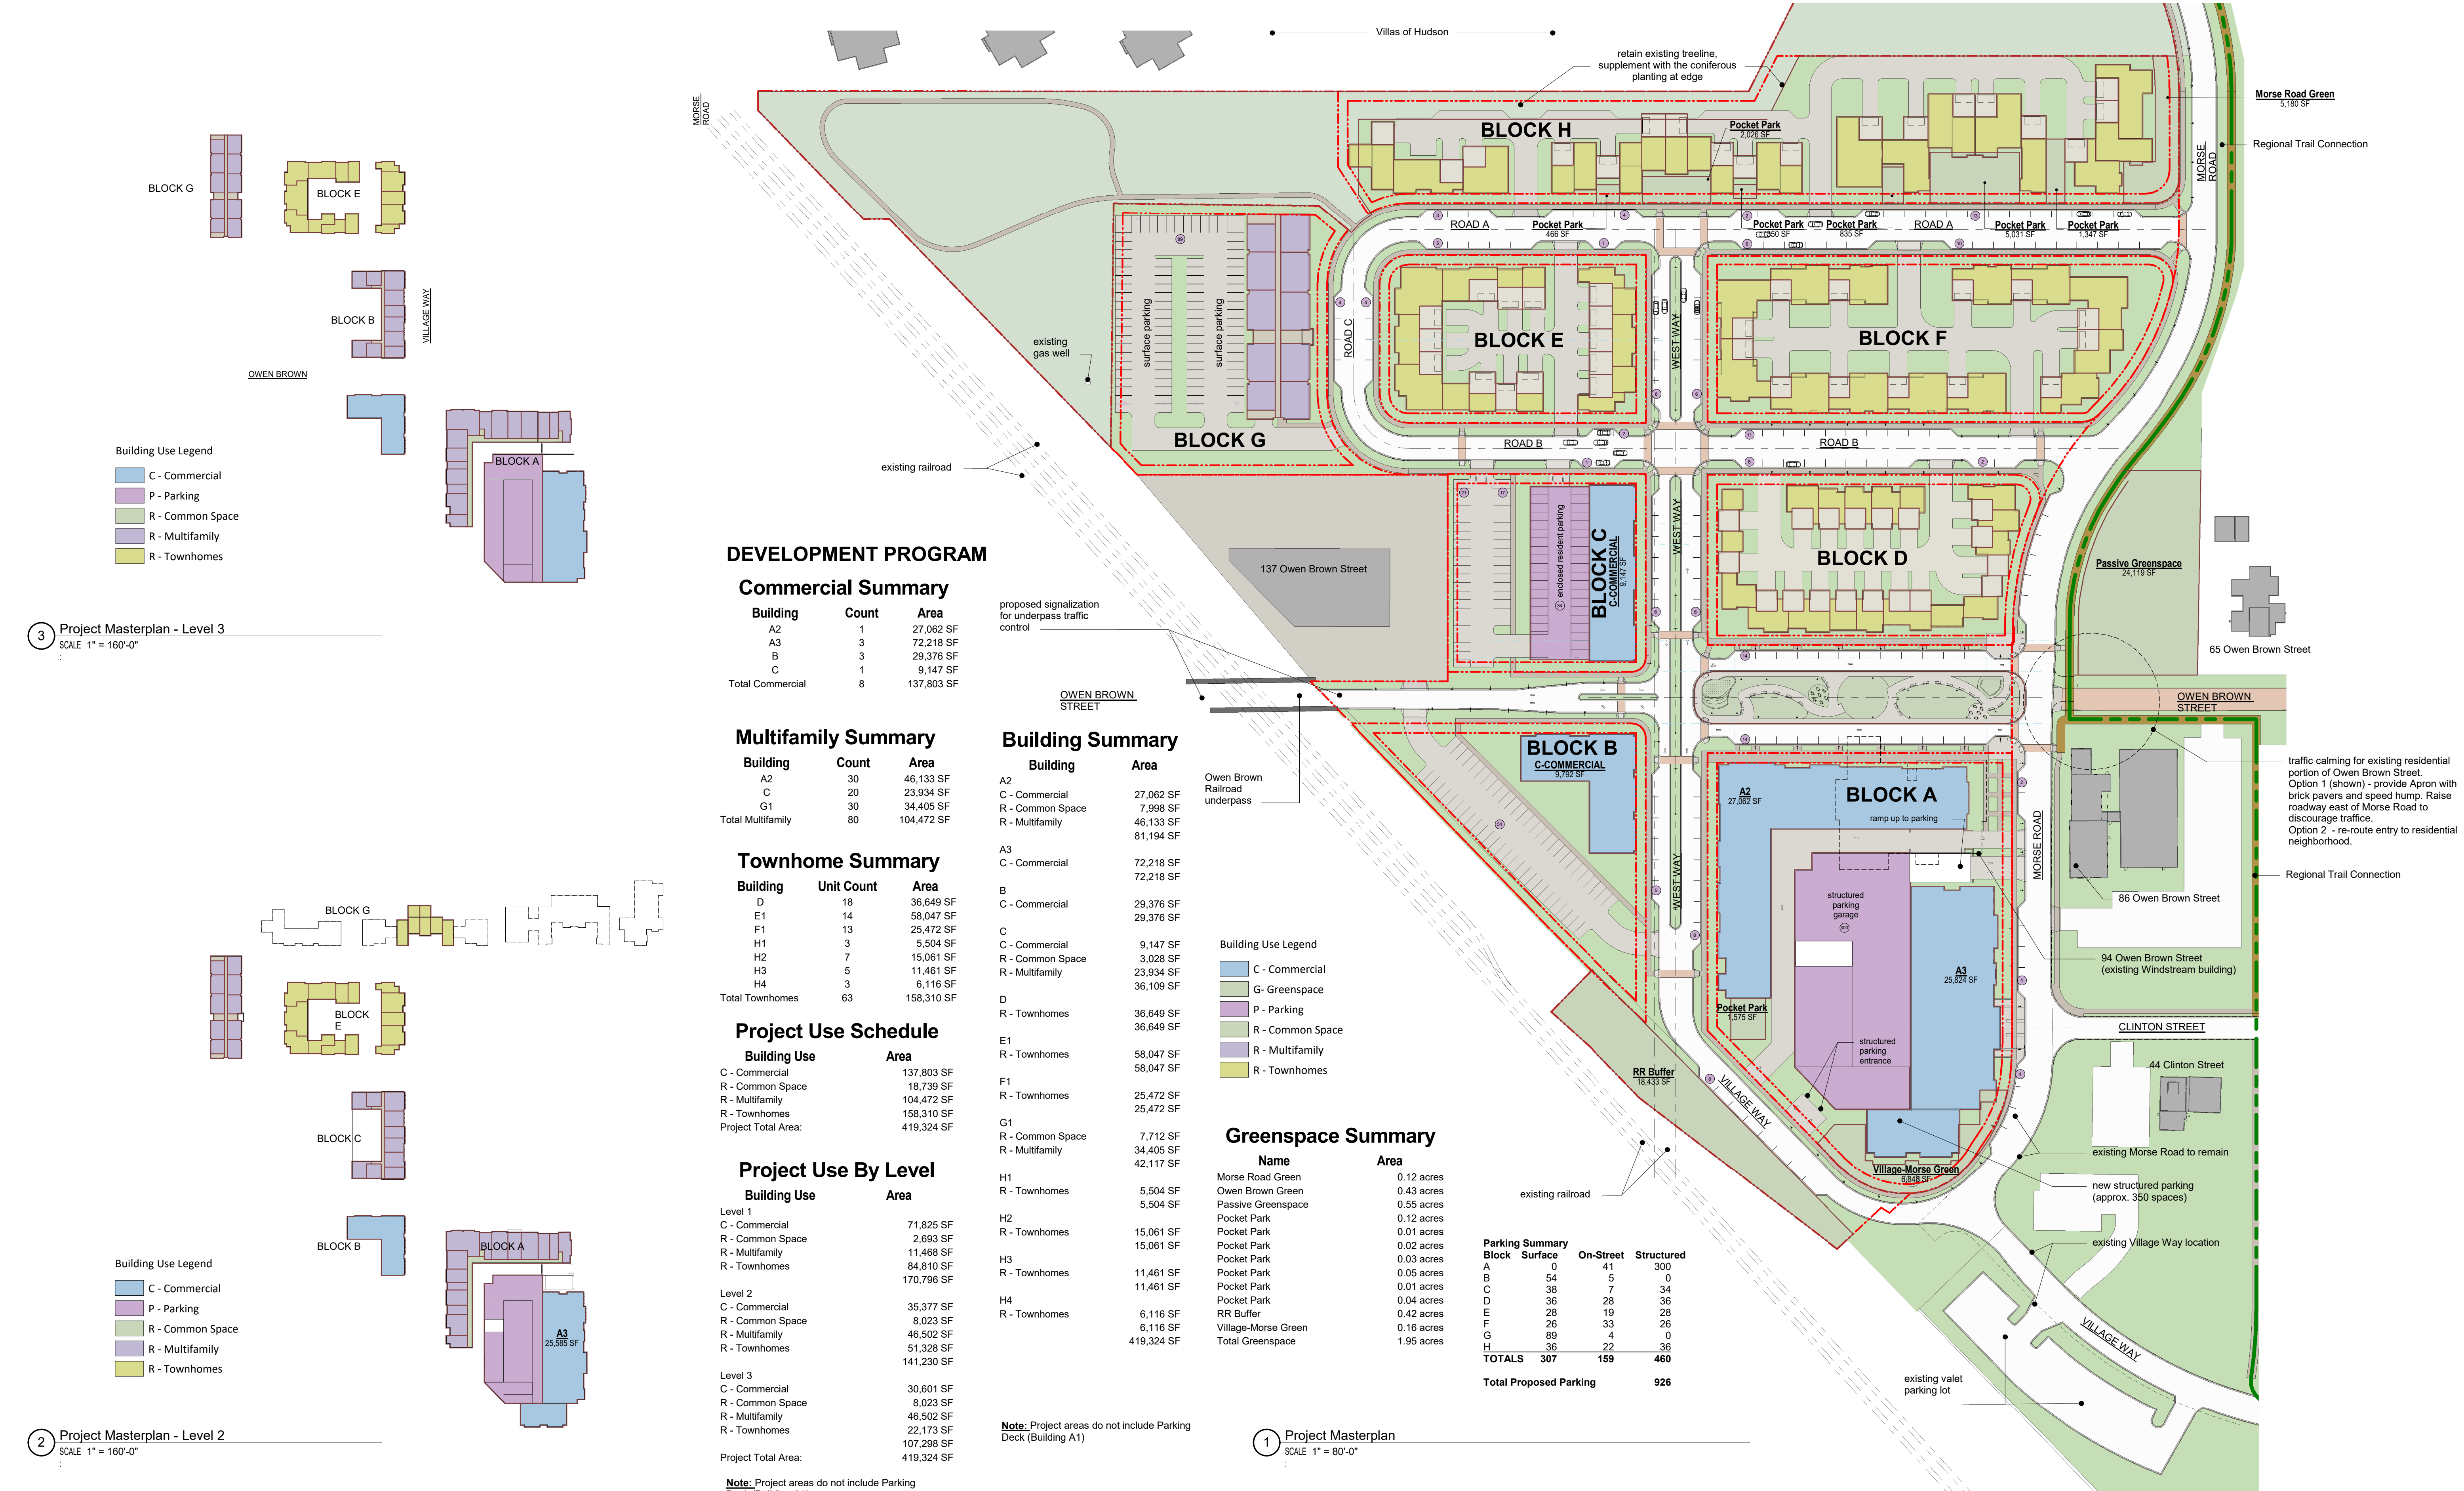 BLOCK G
BLOCK E
BLOCK B
VILLAGE WAY
OWEN BROWN
BLOCK A
Building Use Legend
C - Commercial
P - Parking
R - Common Space
R - Multifamily
R - Townhomes
3
Project Masterplan - Level 3
SCALE 1" = 160'-0"
:
BLOCK G
BLOCK
E
BLOCK C
BLOCK B
BLOCK A
A3
25,585 SF
Building Use Legend
C - Commercial
P - Parking
R - Common Space
R - Multifamily
R - Townhomes
2
Project Masterplan - Level 2
SCALE 1" = 160'-0"
:
DEVELOPMENT PROGRAM
Commercial Summary
Building Count Area
A2 1 27,062 SF
A3 3 72,218 SF
B 3 29,376 SF
C 1 9,147 SF
Total Commercial 8 137,803 SF
Multifamily Summary
Building Count Area
A2 30 46,133 SF
C 20 23,934 SF
G1 30 34,405 SF
Total Multifamily 80 104,472 SF
Townhome Summary
Building Unit Count Area
D 18 36,649 SF
E1 14 58,047 SF
F1 13 25,472 SF
H1 3 5,504 SF
H2 7 15,061 SF
H3 5 11,461 SF
H4 3 6,116 SF
Total Townhomes 63 158,310 SF
Project Use Schedule
Building Use Area
C - Commercial 137,803 SF
R - Common Space 18,739 SF
R - Multifamily 104,472 SF
R - Townhomes 158,310 SF
Project Total Area: 419,324 SF
Project Use By Level
Building Use Area
Level 1
C - Commercial 71,825 SF
R - Common Space 2,693 SF
R - Multifamily 11,468 SF
R - Townhomes 84,810 SF
170,796 SF
Level 2
C - Commercial 35,377 SF
R - Common Space 8,023 SF
R - Multifamily 46,502 SF
R - Townhomes 51,328 SF
141,230 SF
Level 3
C - Commercial 30,601 SF
R - Common Space 8,023 SF
R - Multifamily 46,502 SF
R - Townhomes 22,173 SF
107,298 SF
Project Total Area: 419,324 SF
Note: Project areas do not include Parking
Building Summary
Building Area
A2
C - Commercial 27,062 SF
R - Common Space 7,998 SF
R - Multifamily 46,133 SF
81,194 SF
A3
C - Commercial 72,218 SF
72,218 SF
B
C - Commercial 29,376 SF
29,376 SF
C
C - Commercial 9,147 SF
R - Common Space 3,028 SF
R - Multifamily 23,934 SF
36,109 SF
D
R - Townhomes 36,649 SF
36,649 SF
E1
R - Townhomes 58,047 SF
58,047 SF
F1
R - Townhomes 25,472 SF
25,472 SF
G1
R - Common Space 7,712 SF
R - Multifamily 34,405 SF
42,117 SF
H1
R - Townhomes 5,504 SF
5,504 SF
H2
R - Townhomes 15,061 SF
15,061 SF
H3
R - Townhomes 11,461 SF
11,461 SF
H4
R - Townhomes 6,116 SF
6,116 SF
419,324 SF
Note: Project areas do not include Parking
Deck (Building A1)
Building Use Legend
C - Commercial
G- Greenspace
P - Parking
R - Common Space
R - Multifamily
R - Townhomes
Greenspace Summary
Name Area
Morse Road Green 0.12 acres
Owen Brown Green 0.43 acres
Passive Greenspace 0.55 acres
Pocket Park 0.12 acres
Pocket Park 0.01 acres
Pocket Park 0.02 acres
Pocket Park 0.03 acres
Pocket Park 0.05 acres
Pocket Park 0.01 acres
Pocket Park 0.04 acres
RR Buffer 0.42 acres
Village-Morse Green 0.16 acres
Total Greenspace 1.95 acres
Parking Summary
Block Surface On-Street Structured
A 0 41 300
B 54 5 0
C 38 7 34
D 36 28 36
E 28 19 28
F 26 33 26
G 89 4 0
H 36 22 36
TOTALS 307 159 460
Total Proposed Parking 926
1
Project Masterplan
SCALE 1" = 80'-0"
:
Villas of Hudson
retain existing treeline,
supplement with the coniferous
planting at edge
MORSE
ROAD
BLOCK H
Pocket Park
2,026 SF
Morse Road Green
5,180 SF
Regional Trail Connection
MORSE
ROAD
ROAD A
Pocket Park
466 SF
Pocket Park
Pocket Park
835 SF
ROAD A
Pocket Park
5,031 SF
Pocket Park
1,347 SF
89
surface parking
surface parking
BLOCK G
ROAD C
BLOCK E
WEST WAY
BLOCK F
existing
gas well
existing railroad
ROAD B
ROAD B
137 Owen Brown Street
enclosed resident parking
34
BLOCK C
C-COMMERCIAL
9,147 SF
WEST WAY
BLOCK D
Passive Greenspace
24,119 SF
65 Owen Brown Street
proposed signalization
for underpass traffic
control
OWEN BROWN
STREET
OWEN BROWN
STREET
Owen Brown
Railroad
underpass
BLOCK B
C-COMMERCIAL
9,792 SF
54
WEST WAY
A2
27,062 SF
BLOCK A
ramp up to parking
structured
parking
garage
300
A3
25,824 SF
MORSE ROAD
traffic calming for existing residential
portion of Owen Brown Street.
Option 1 (shown) - provide Apron with
brick pavers and speed hump. Raise
roadway east of Morse Road to
discourage traffic.
Option 2 - re-route entry to residential
neighborhood.
Regional Trail Connection
86 Owen Brown Street
94 Owen Brown Street
(existing Windstream building)
Pocket Park
1,575 SF
CLINTON STREET
structured
parking
entrance
RR Buffer
18,433 SF
VILLAGE WAY
44 Clinton Street
existing Morse Road to remain
Village-Morse Green
6,848 SF
new structured parking
(approx. 350 spaces)
existing railroad
existing Village Way location
VILLAGE WAY
existing valet
parking lot